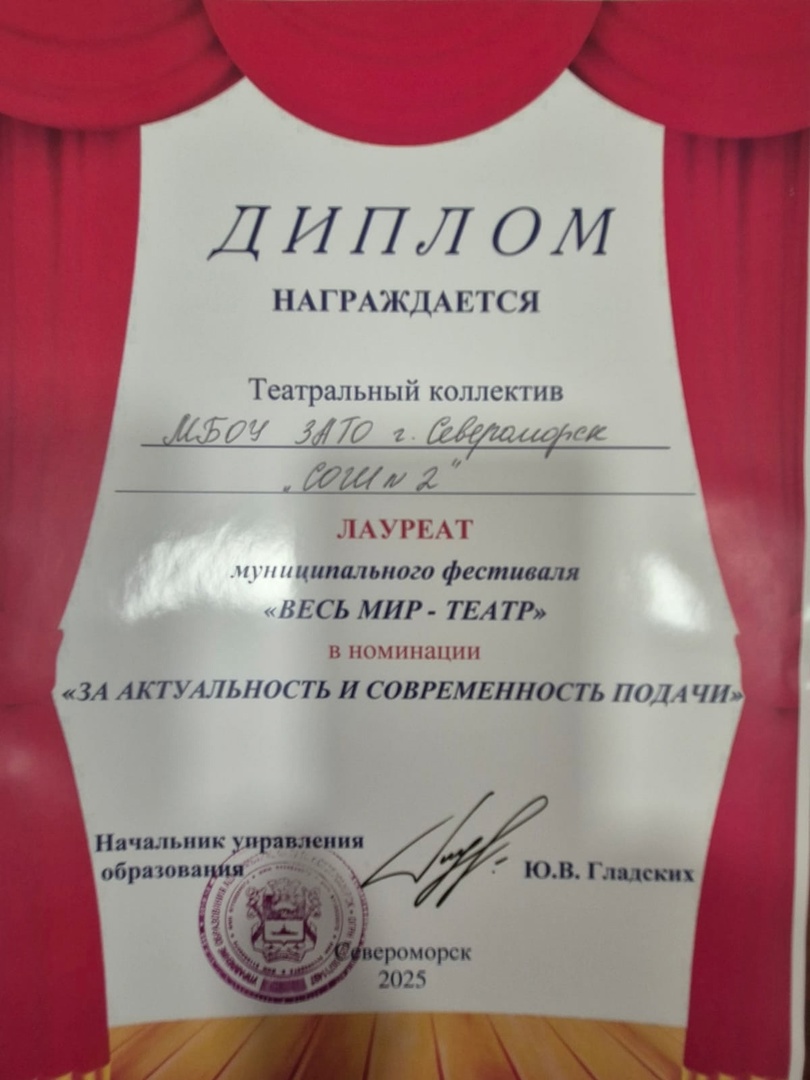 ДИПЛОМ
НАГРАЖДАЕТСЯ
Театральный коллектив
МБОУ ЗАТО г. Североморск
„СОШ № 2"
ЛАУРЕАТ
муниципального фестиваля
«ВЕСЬ МИР - ТЕАТР»
в номинации
«ЗА АКТУАЛЬНОСТЬ И СОВРЕМЕННОСТЬ ПОДАЧИ»
Начальник управления
образования
Ю.В. Гладских
Североморск
2025